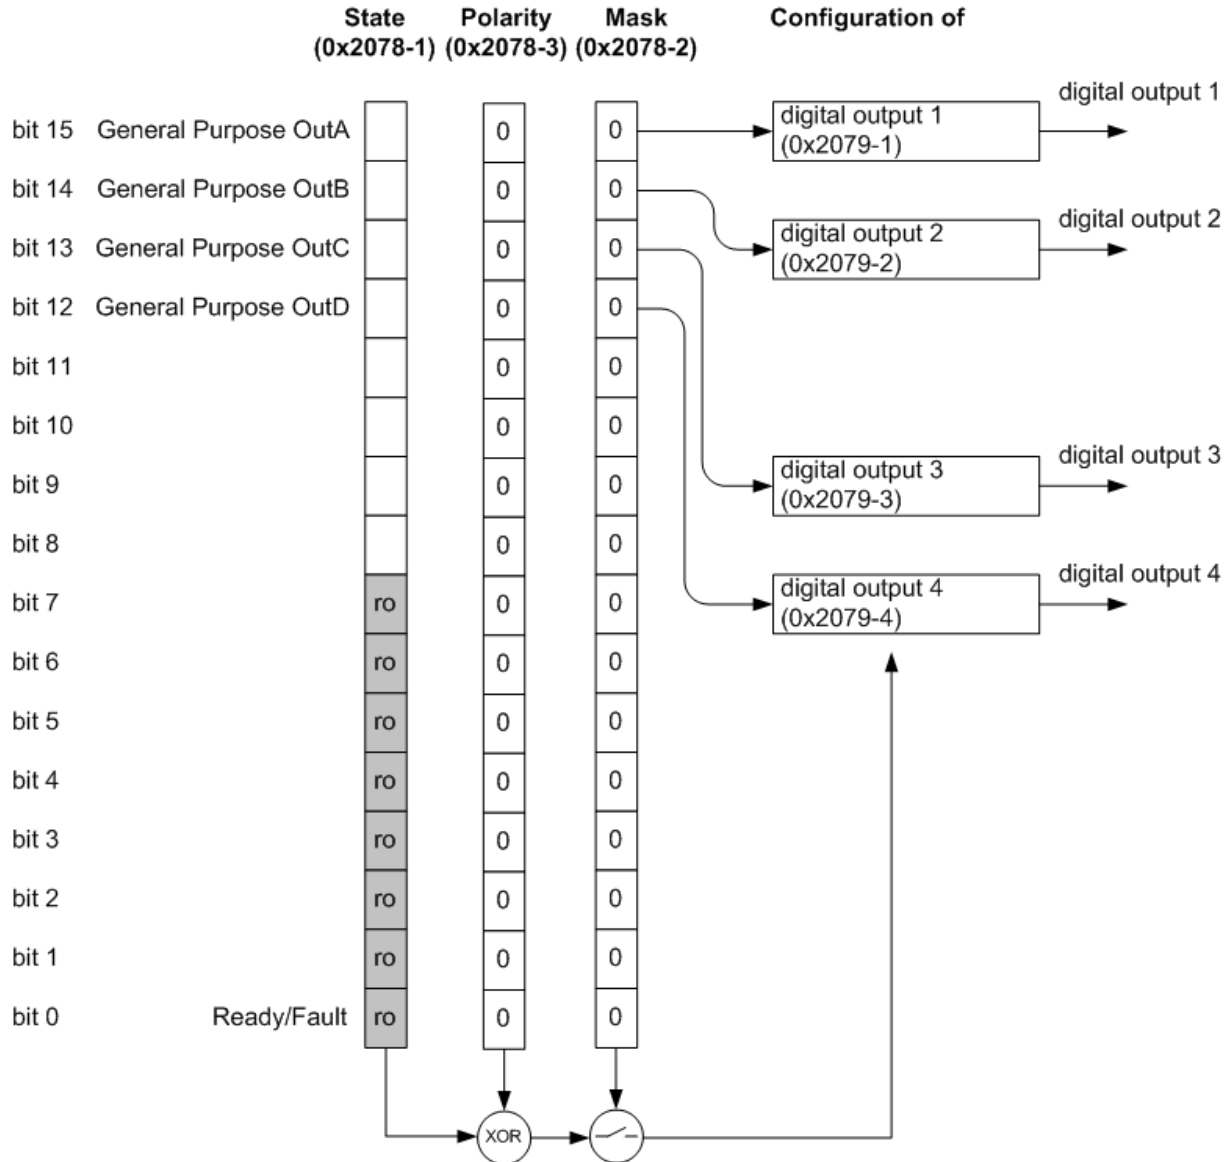 State Polarity Mask Configuration of
(0x2078-1) (0x2078-3) (0x2078-2)
digital output 1
bit 15 General Purpose OutA 0 0 digital output 1
(0x2079-1)
bit 14 General Purpose OutB 0 0
digital output 2
bit 13 General Purpose OutC 0 0 digital output 2
(0x2079-2)
bit 12 General Purpose OutD 0 0
bit 11 0 0
bit 10 0 0
digital output 3
bit 9 0 0 digital output 3
(0x2079-3)
bit 8 0 0
digital output 4
bit 7 ro 0 0 digital output 4
(0x2079-4)
bit 6 ro 0 0
bit 5 ro 0 0
bit 4 ro 0 0
bit 3 ro 0 0
bit 2 ro 0 0
bit 1 ro 0 0
bit 0 Ready/Fault ro 0 0
XOR